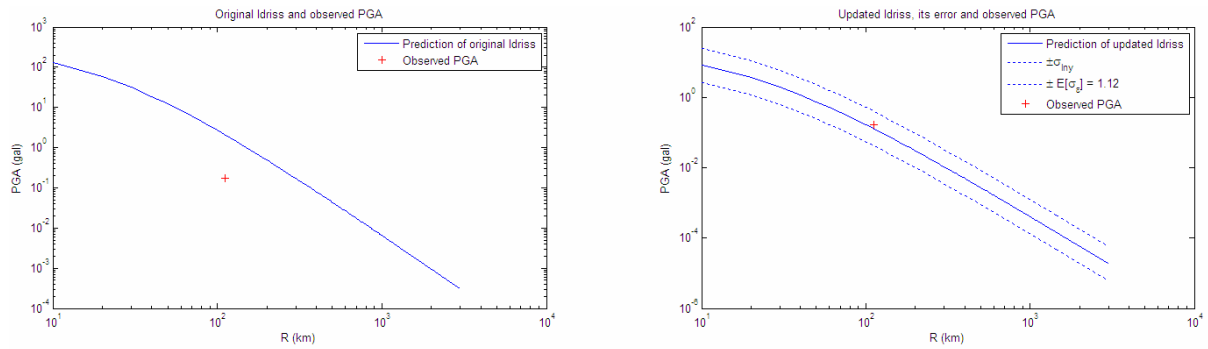 Original Idriss and observed PGA
10^3
10^2
10^1
10^0
10^-1
10^-2
10^-3
10^-4
PGA (gal)
Prediction of original Idriss
Observed PGA
10^1
10^2
10^3
10^4
R (km)
Updated Idriss, its error and observed PGA
10^2
10^0
10^-2
10^-4
10^-6
PGA (gal)
Prediction of updated Idriss
±σ_lny
± E[σ_ε] = 1.12
Observed PGA
10^1
10^2
10^3
10^4
R (km)